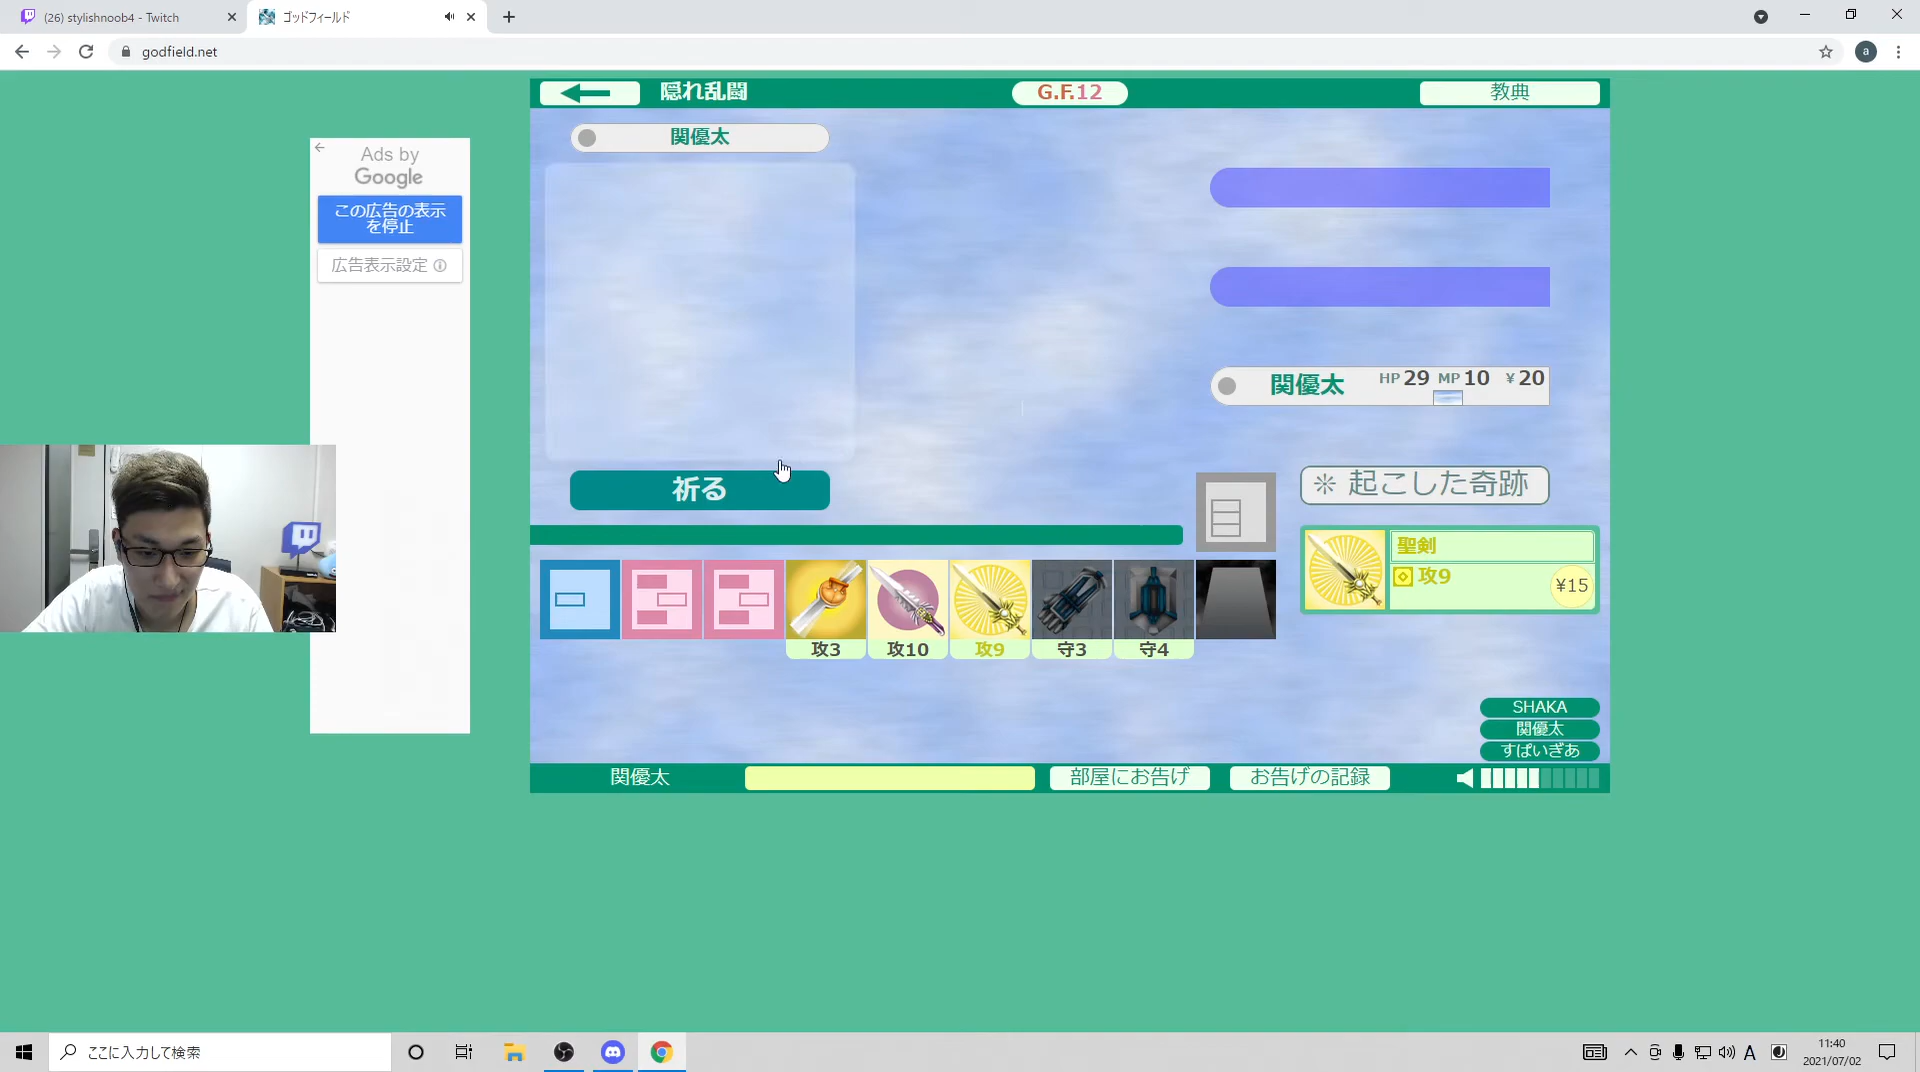 (26) stylishnoob4 - Twitch
ゴッドフィールド
godfield.net
a
隠れ乱闘
G.F.12
教典
関優太
Ads by
Google
この広告の表示
を停止
広告表示設定
関優太
HP 29 MP 10 ¥ 20
祈る
※ 起こした奇跡
聖剣
攻9
¥15
攻3
攻10
攻9
守3
守4
SHAKA
関優太
すぱいぎあ
関優太
部屋にお告げ
お告げの記録
ここに入力して検索
A
11:40
2021/07/02